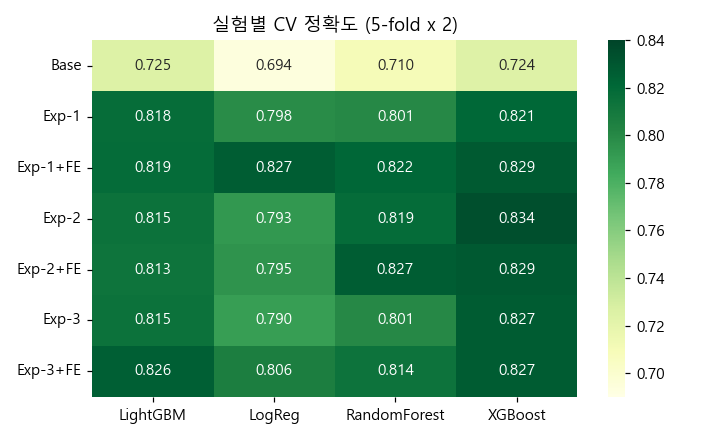 실험별 CV 정확도 (5-fold x 2)
Base 0.725 0.694 0.710 0.724
Exp-1 0.818 0.798 0.801 0.821
Exp-1+FE 0.819 0.827 0.822 0.829
Exp-2 0.815 0.793 0.819 0.834
Exp-2+FE 0.813 0.795 0.827 0.829
Exp-3 0.815 0.790 0.801 0.827
Exp-3+FE 0.826 0.806 0.814 0.827
LightGBM LogReg RandomForest XGBoost
0.84
0.82
0.80
0.78
0.76
0.74
0.72
0.70